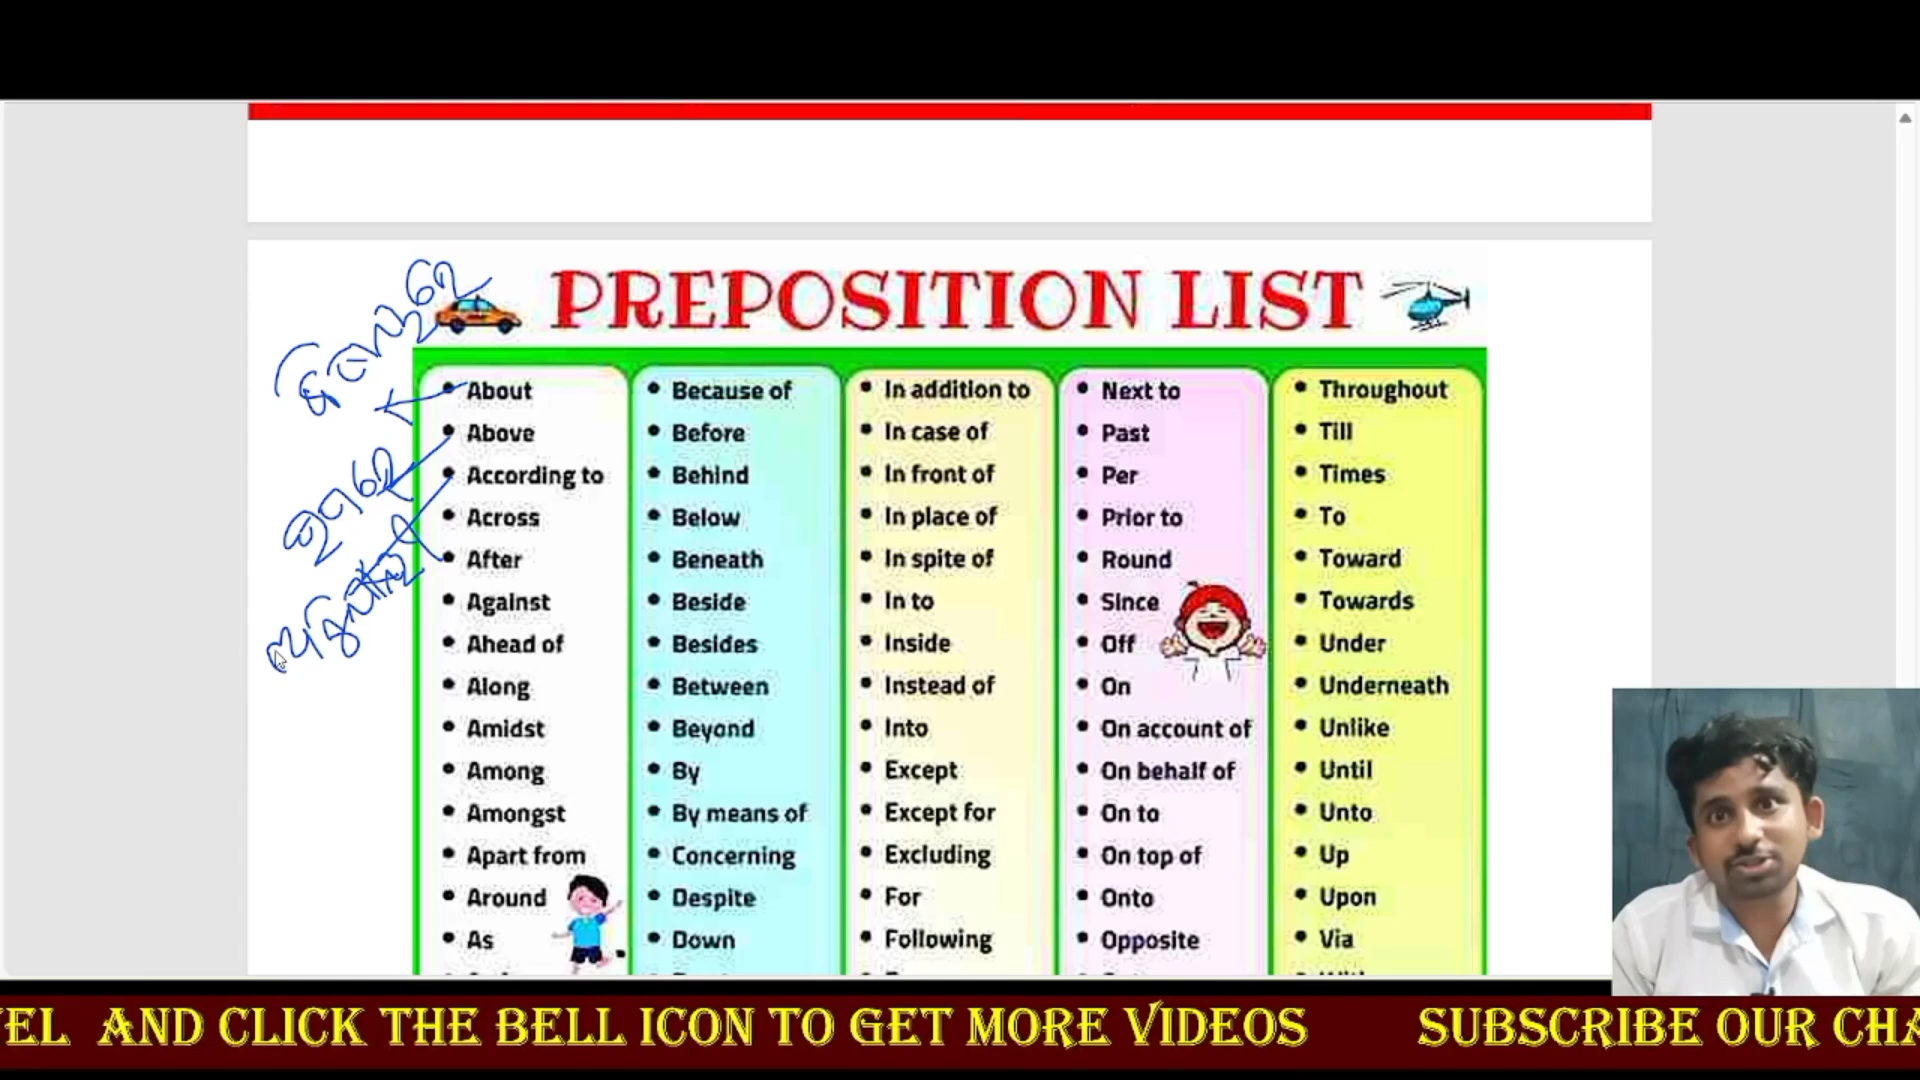 PREPOSITION LIST
About
Above
According to
Across
After
Against
Ahead of
Along
Amidst
Among
Amongst
Apart from
Around
As
Because of
Before
Behind
Below
Beneath
Beside
Besides
Between
Beyond
By
By means of
Concerning
Despite
Down
In addition to
In case of
In front of
In place of
In spite of
In to
Inside
Instead of
Into
Except
Except for
Excluding
For
Following
Next to
Past
Per
Prior to
Round
Since
Off
On
On account of
On behalf of
On to
On top of
Onto
Opposite
Throughout
Till
Times
To
Toward
Towards
Under
Underneath
Unlike
Until
Unto
Up
Upon
Via
AND CLICK THE BELL ICON TO GET MORE VIDEOS SUBSCRIBE OUR